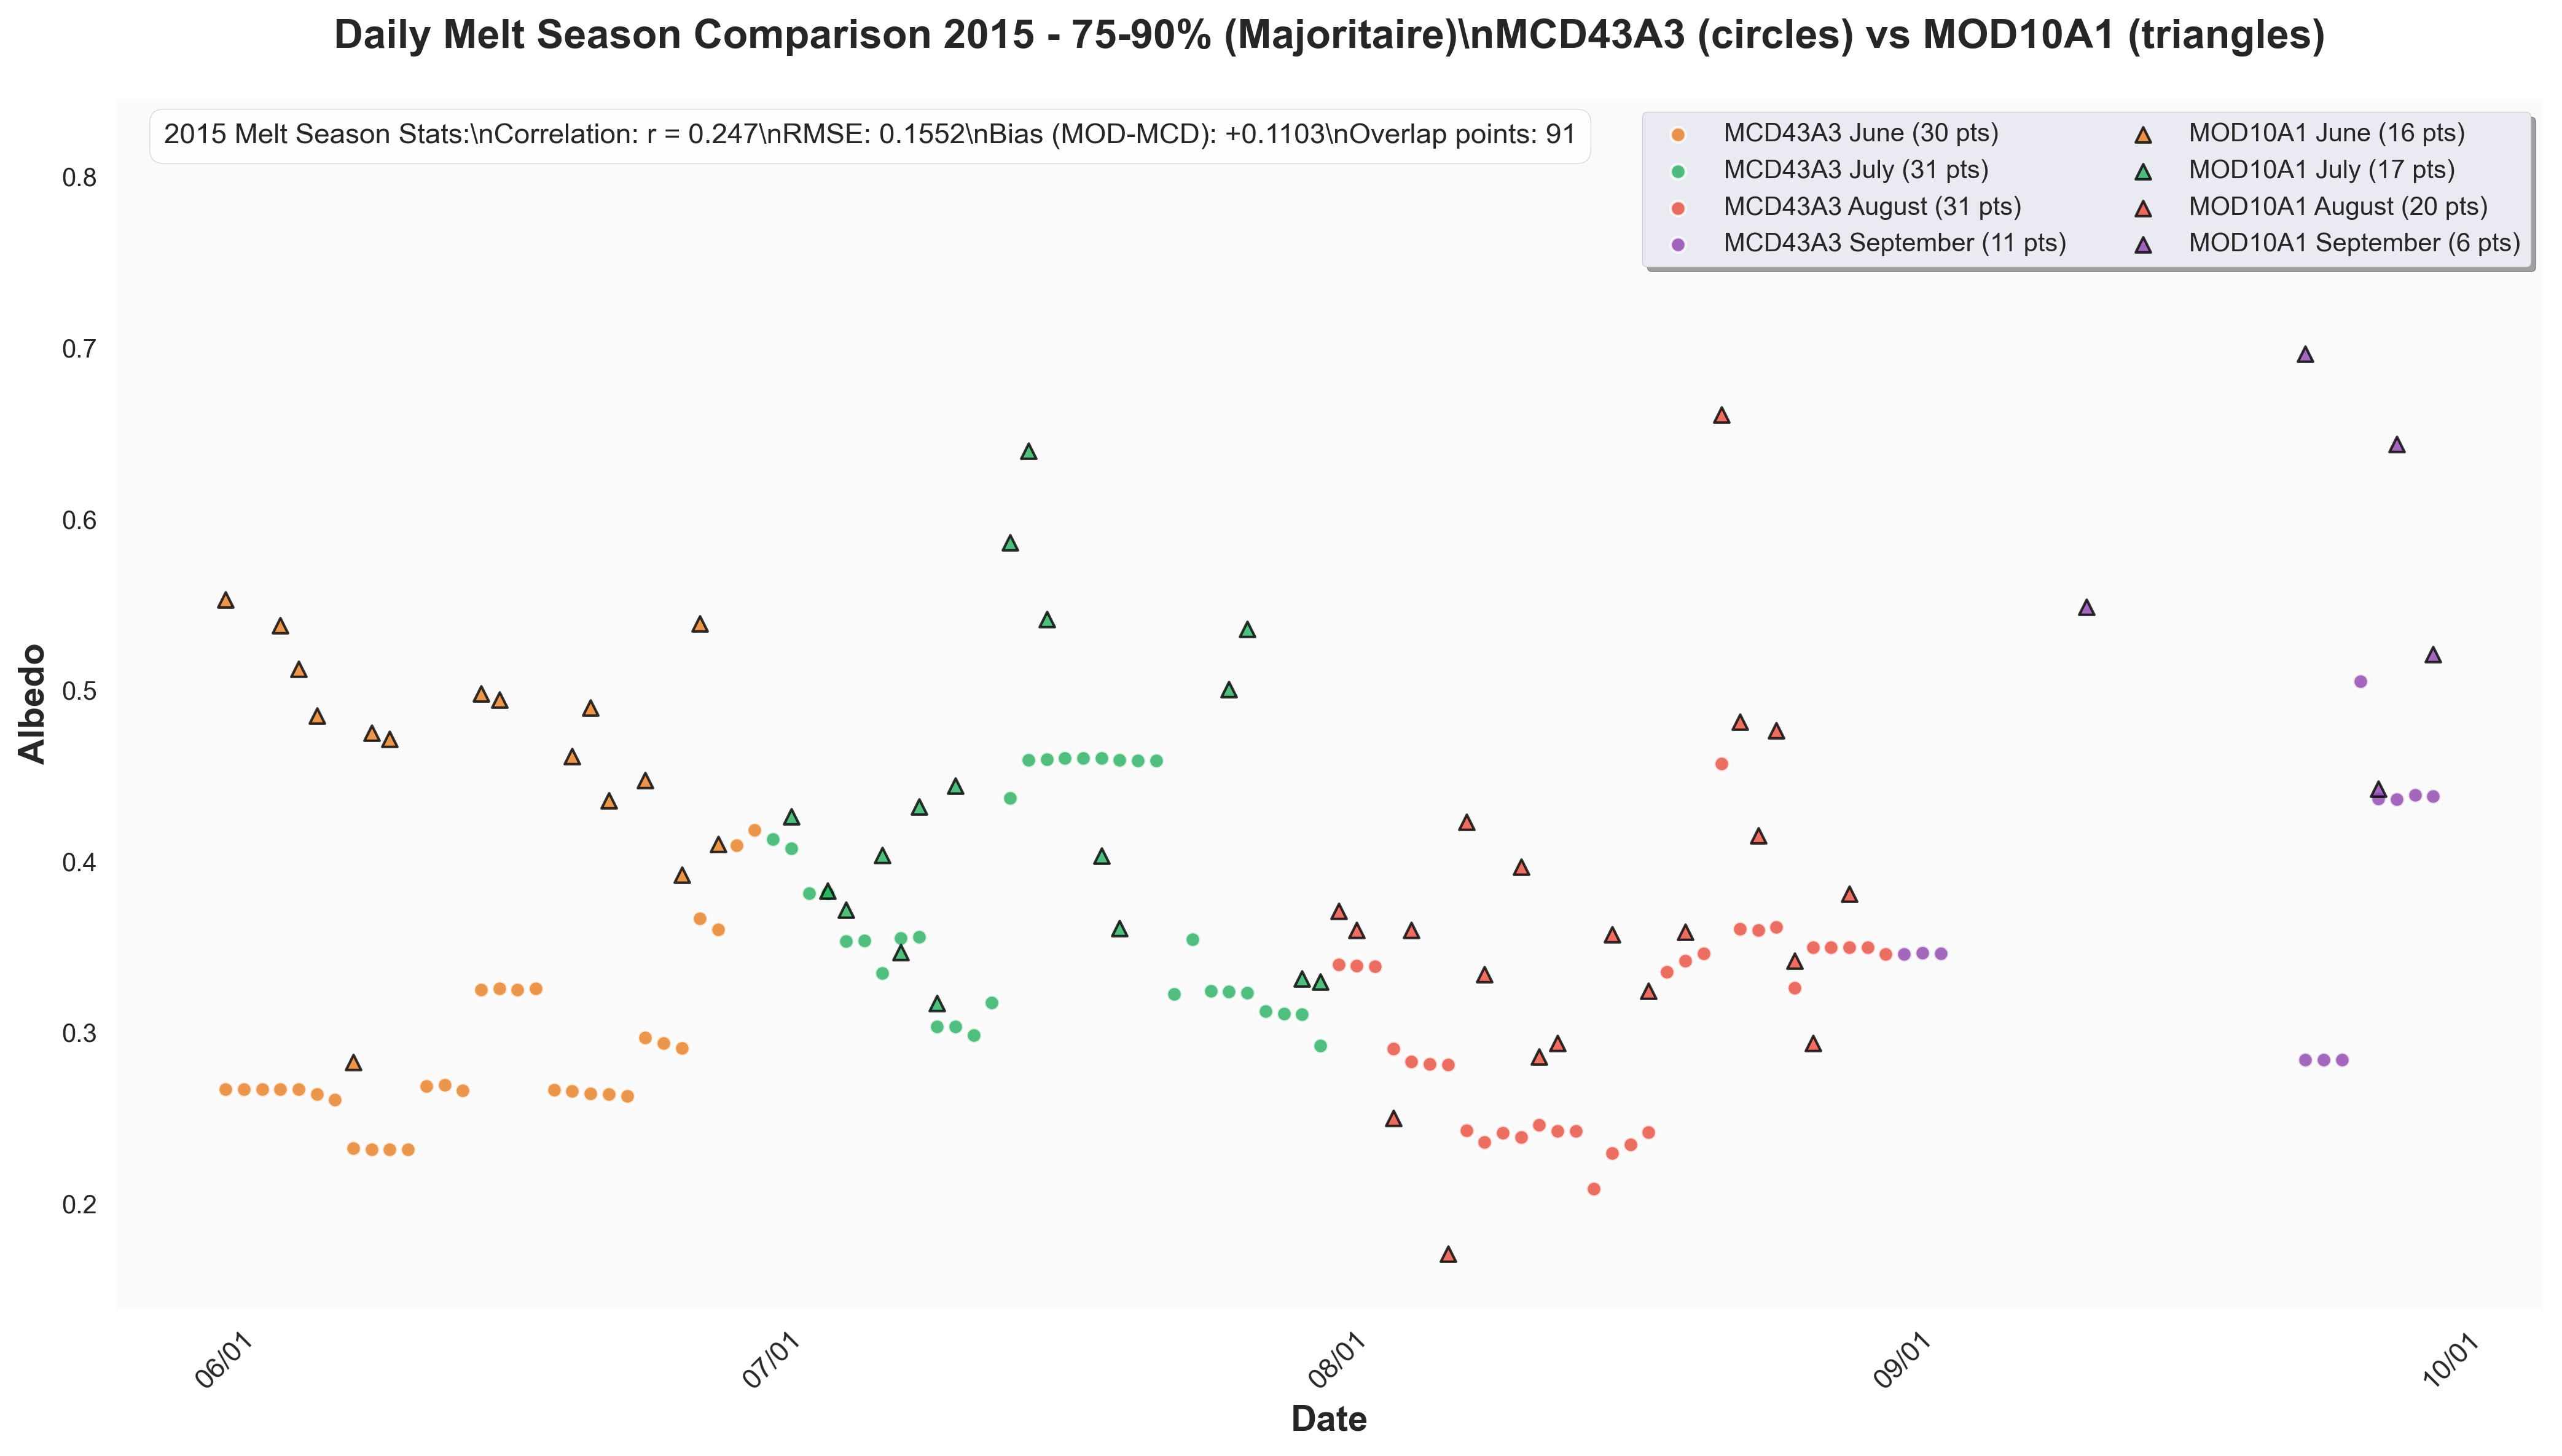 Daily Melt Season Comparison 2015 - 75-90% (Majoritaire)\nMCD43A3 (circles) vs MOD10A1 (triangles)
2015 Melt Season Stats:\nCorrelation: r = 0.247\nRMSE: 0.1552\nBias (MOD-MCD): +0.1103\nOverlap points: 91
MCD43A3 June (30 pts)
MCD43A3 July (31 pts)
MCD43A3 August (31 pts)
MCD43A3 September (11 pts)
MOD10A1 June (16 pts)
MOD10A1 July (17 pts)
MOD10A1 August (20 pts)
MOD10A1 September (6 pts)
Albedo
0.8
0.7
0.6
0.5
0.4
0.3
0.2
06/01
07/01
08/01
09/01
10/01
Date